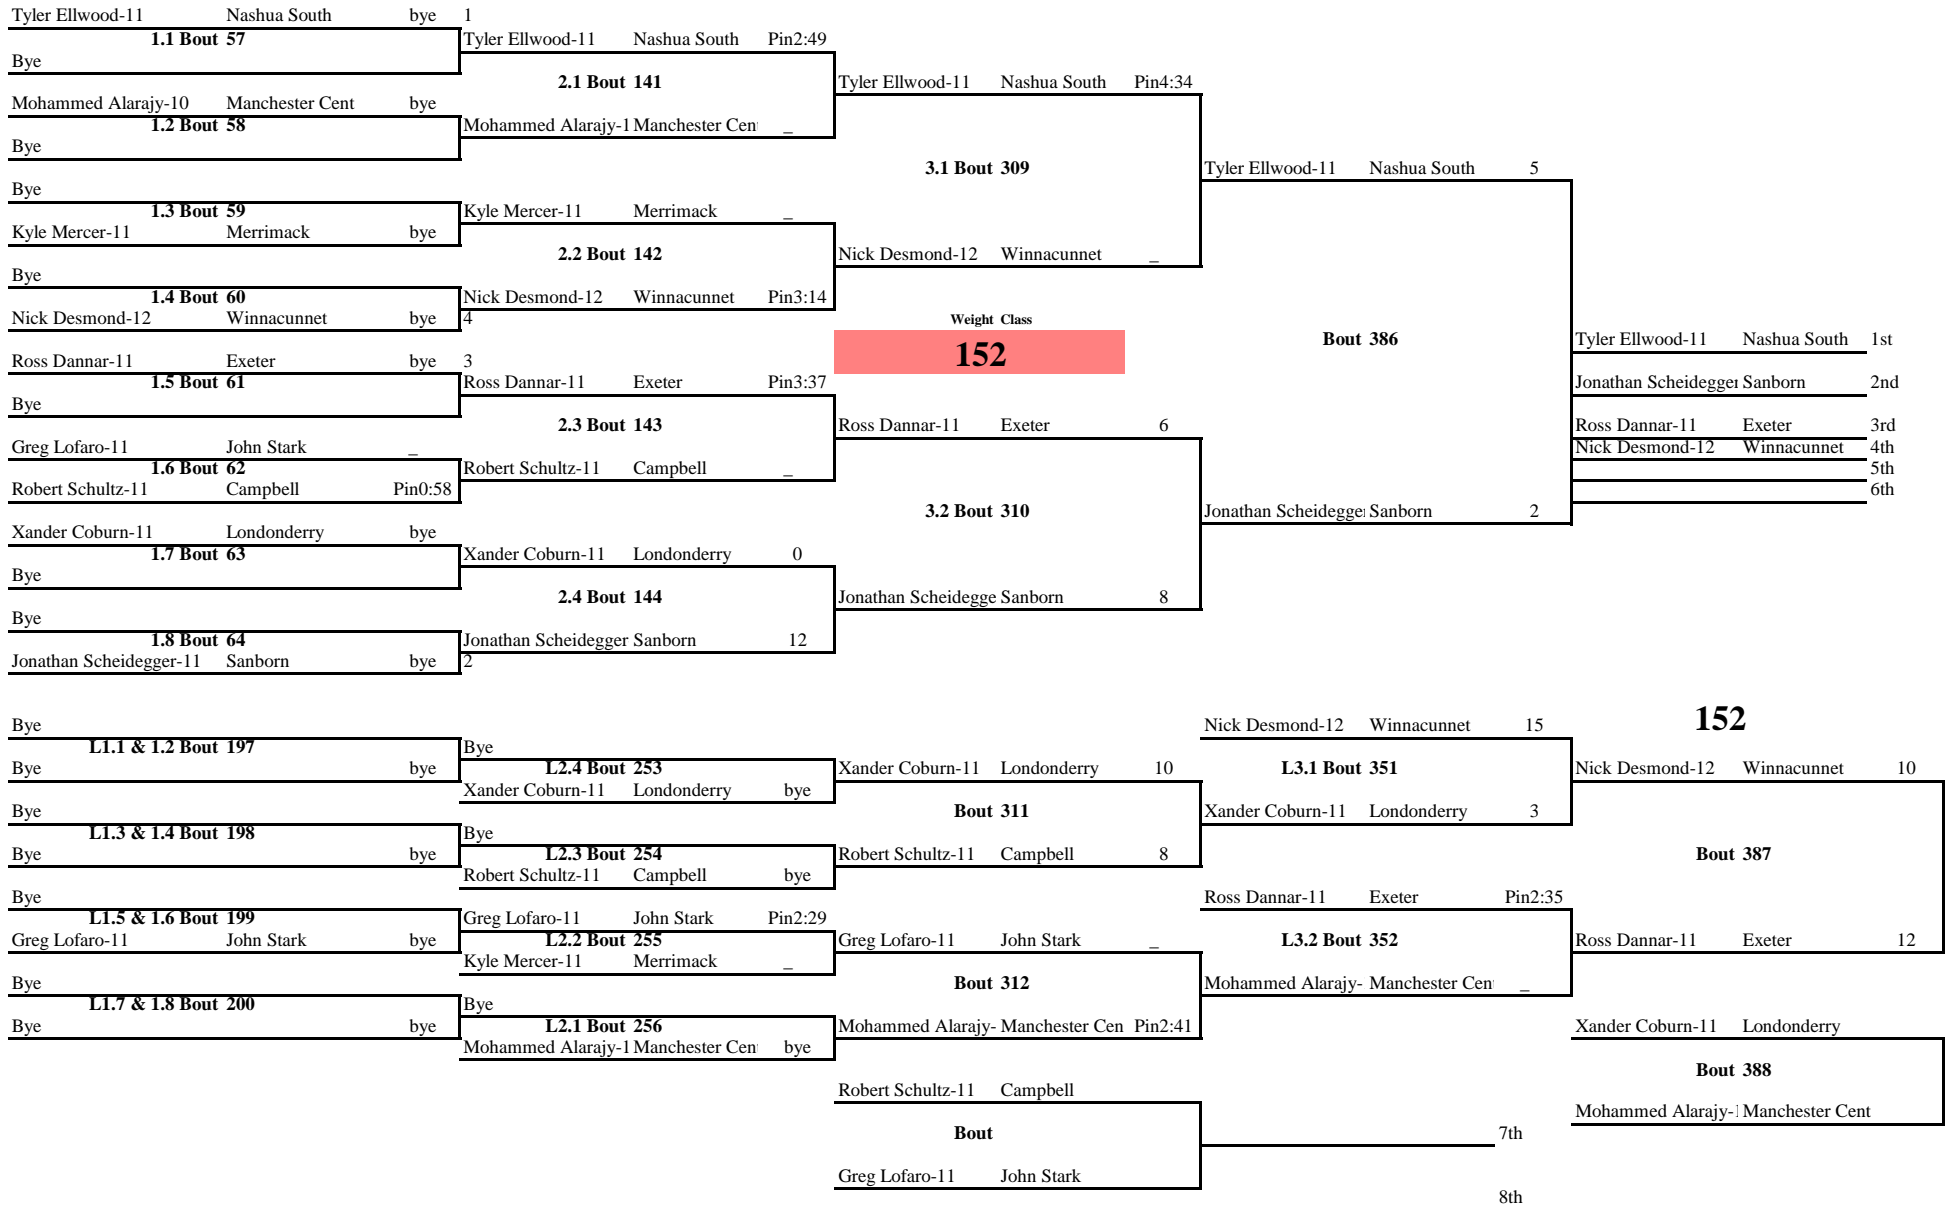 Tyler Ellwood-11 Nashua South bye 1
1.1 Bout 57 Tyler Ellwood-11 Nashua South Pin2:49
Bye
2.1 Bout 141 Tyler Ellwood-11 Nashua South Pin4:34
Mohammed Alarajy-10 Manchester Cent bye
1.2 Bout 58 Mohammed Alarajy-1 Manchester Cen _
Bye
3.1 Bout 309 Tyler Ellwood-11 Nashua South 5
Bye
1.3 Bout 59 Kyle Mercer-11 Merrimack _
Kyle Mercer-11 Merrimack bye
2.2 Bout 142 Nick Desmond-12 Winnacunnet _
Bye
1.4 Bout 60 Nick Desmond-12 Winnacunnet Pin3:14
Nick Desmond-12 Winnacunnet bye 4 Weight Class
Bout 386 Tyler Ellwood-11 Nashua South 1st
Ross Dannar-11 Exeter bye 3 152
1.5 Bout 61 Ross Dannar-11 Exeter Pin3:37 Jonathan Scheidegger Sanborn 2nd
Bye
2.3 Bout 143 Ross Dannar-11 Exeter 6 Ross Dannar-11 Exeter 3rd
Greg Lofaro-11 John Stark _ Nick Desmond-12 Winnacunnet 4th
1.6 Bout 62 Robert Schultz-11 Campbell _ 5th
Robert Schultz-11 Campbell Pin0:58 6th
3.2 Bout 310 Jonathan Scheidegge Sanborn 2
Xander Coburn-11 Londonderry bye
1.7 Bout 63 Xander Coburn-11 Londonderry 0
Bye
2.4 Bout 144 Jonathan Scheidegge Sanborn 8
Bye
1.8 Bout 64 Jonathan Scheidegger Sanborn 12
Jonathan Scheidegger-11 Sanborn bye 2
Bye Nick Desmond-12 Winnacunnet 15 152
L1.1 & 1.2 Bout 197 Bye
Bye bye L2.4 Bout 253 Xander Coburn-11 Londonderry 10 L3.1 Bout 351 Nick Desmond-12 Winnacunnet 10
Xander Coburn-11 Londonderry bye
Bye Bout 311 Xander Coburn-11 Londonderry 3
L1.3 & 1.4 Bout 198 Bye
Bye bye L2.3 Bout 254 Robert Schultz-11 Campbell 8 Bout 387
Robert Schultz-11 Campbell bye
Bye Ross Dannar-11 Exeter Pin2:35
L1.5 & 1.6 Bout 199 Greg Lofaro-11 John Stark Pin2:29
Greg Lofaro-11 John Stark bye L2.2 Bout 255 Greg Lofaro-11 John Stark _ L3.2 Bout 352 Ross Dannar-11 Exeter 12
Kyle Mercer-11 Merrimack _
Bye Bout 312 Mohammed Alarajy- Manchester Cen _
L1.7 & 1.8 Bout 200 Bye
Bye bye L2.1 Bout 256 Mohammed Alarajy- Manchester Cen Pin2:41 Xander Coburn-11 Londonderry
Mohammed Alarajy-1 Manchester Cen bye
Bout 388
Robert Schultz-11 Campbell
Mohammed Alarajy-1 Manchester Cent
Bout 7th
Greg Lofaro-11 John Stark
8th